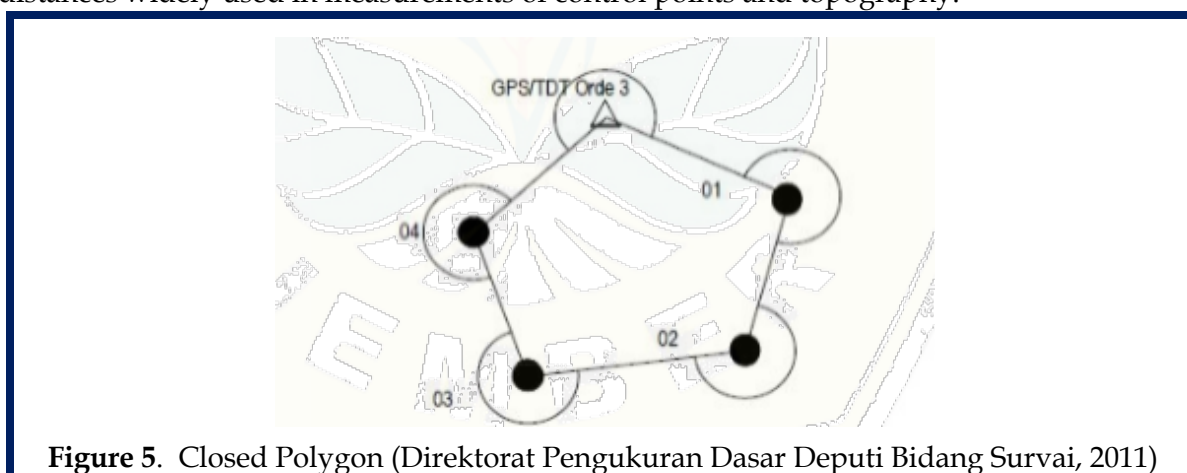 distances widely used in measurements of control points and topography.
GPS/TDT Orde 3
01
04
02
03
Figure 5. Closed Polygon (Direktorat Pengukuran Dasar Deputi Bidang Survai, 2011)